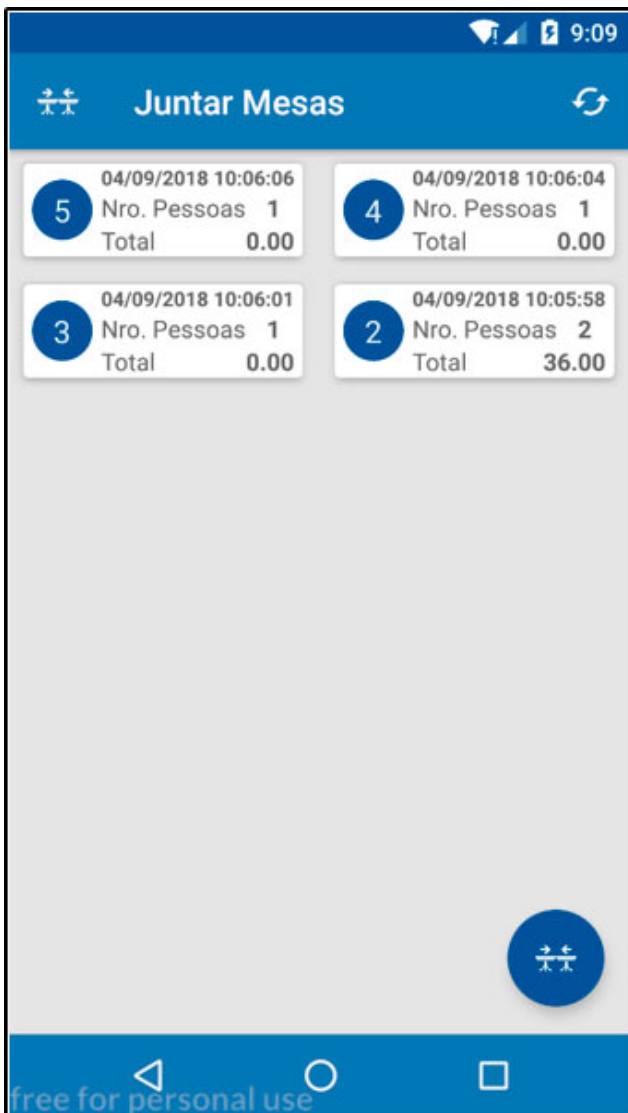 9:09
Juntar Mesas
5
04/09/2018 10:06:06
Nro. Pessoas 1
Total 0.00
4
04/09/2018 10:06:04
Nro. Pessoas 1
Total 0.00
3
04/09/2018 10:06:01
Nro. Pessoas 1
Total 0.00
2
04/09/2018 10:05:58
Nro. Pessoas 2
Total 36.00
free for personal use